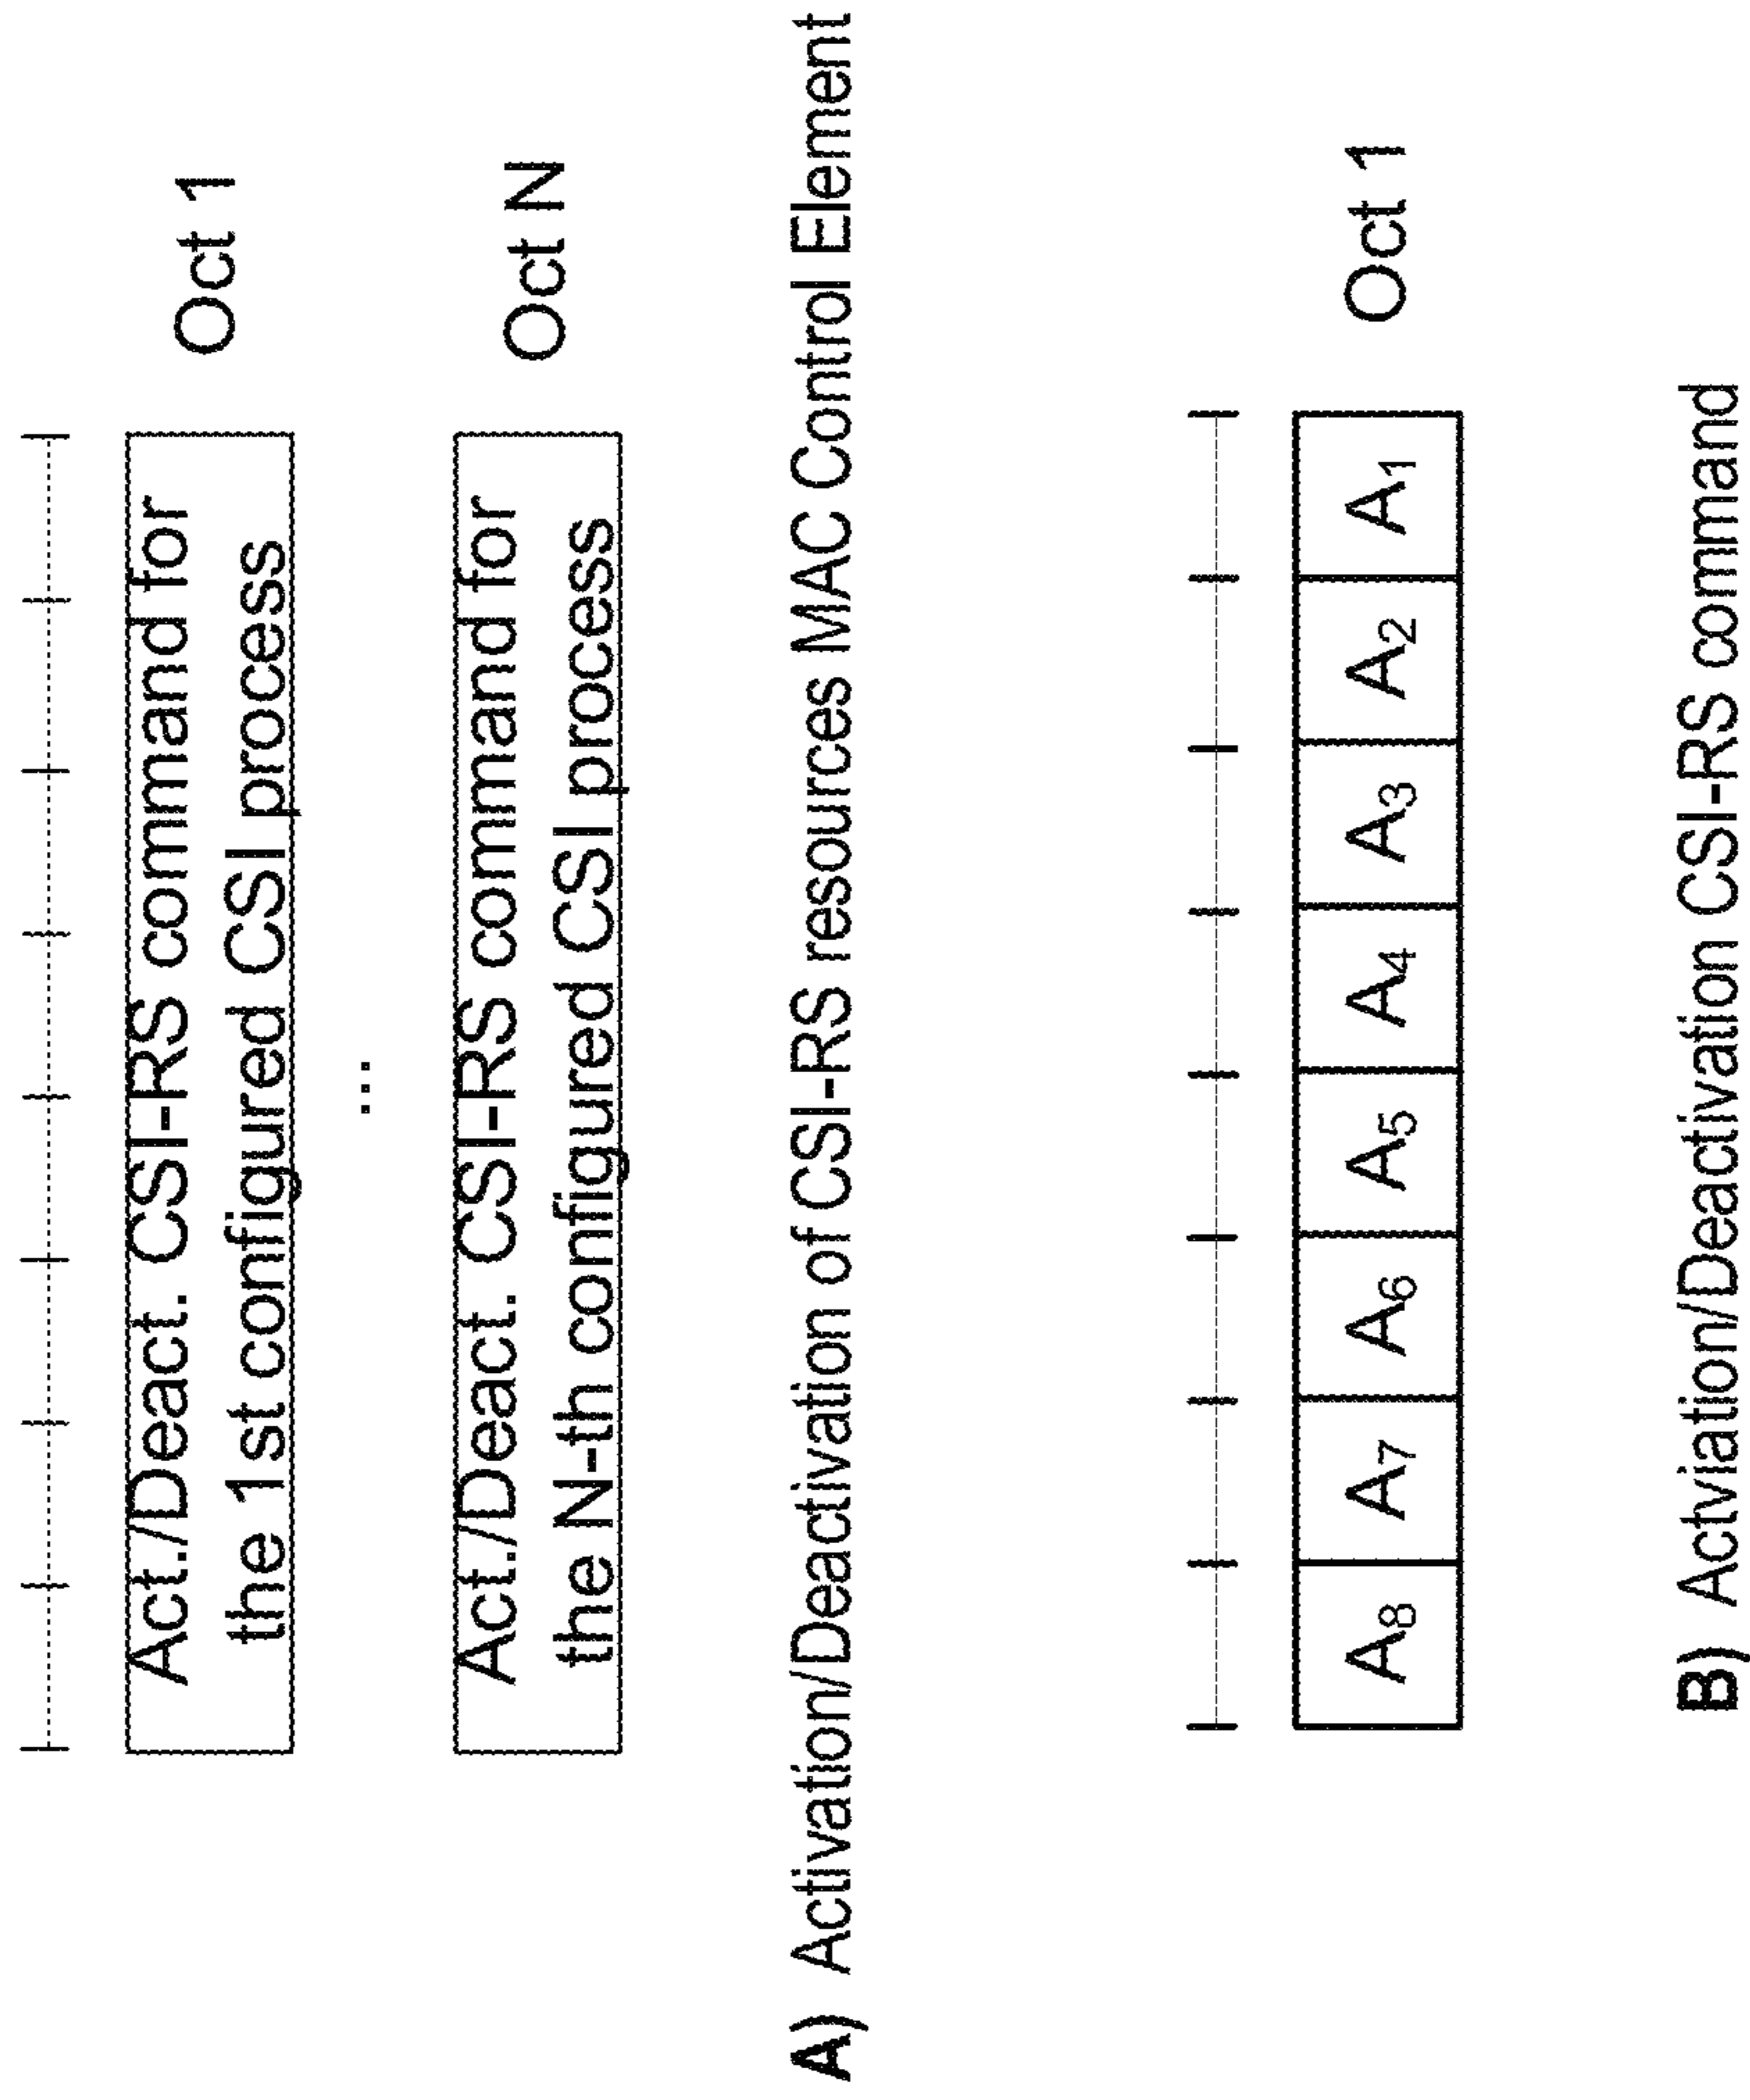 Act./Deact. CSI-RS command for
the 1st configured CSI process
Oct 1
...
Act./Deact. CSI-RS command for
the N-th configured CSI process
Oct N
A) Activation/Deactivation of CSI-RS resources MAC Control Element
A8 A7 A6 A5 A4 A3 A2 A1
Oct 1
B) Actviation/Deactivation CSI-RS command